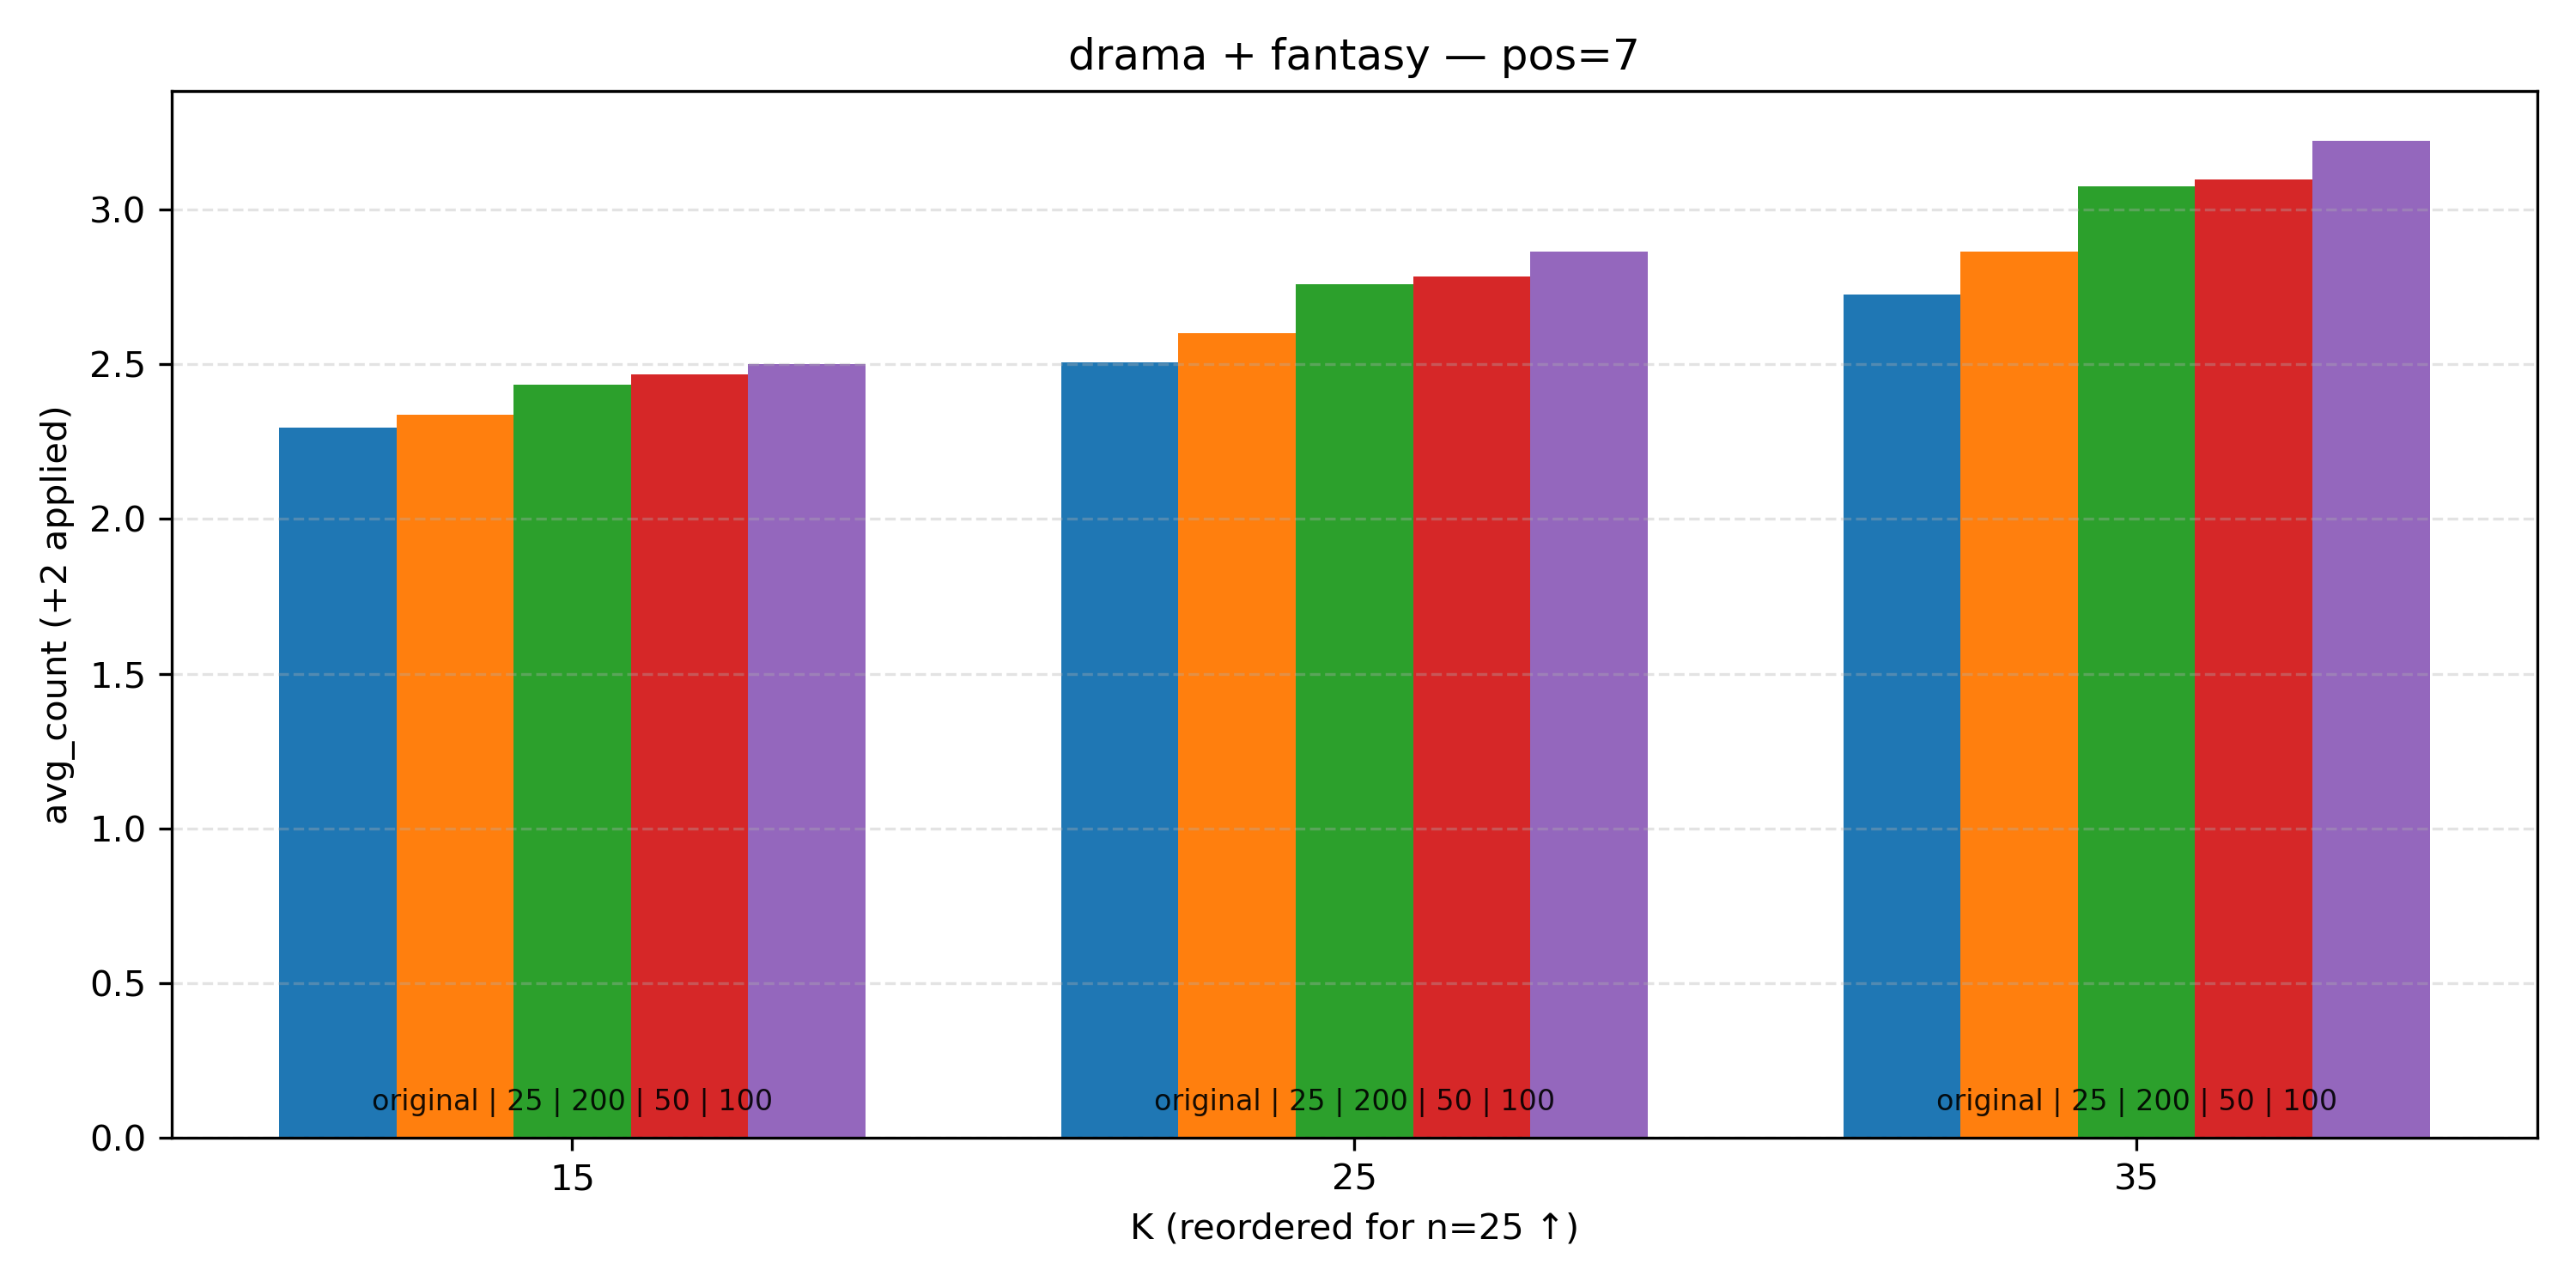 drama + fantasy — pos=7
avg_count (+2 applied)
3.0
2.5
2.0
1.5
1.0
0.5
0.0
original | 25 | 200 | 50 | 100
original | 25 | 200 | 50 | 100
original | 25 | 200 | 50 | 100
15
25
35
K (reordered for n=25 ↑)